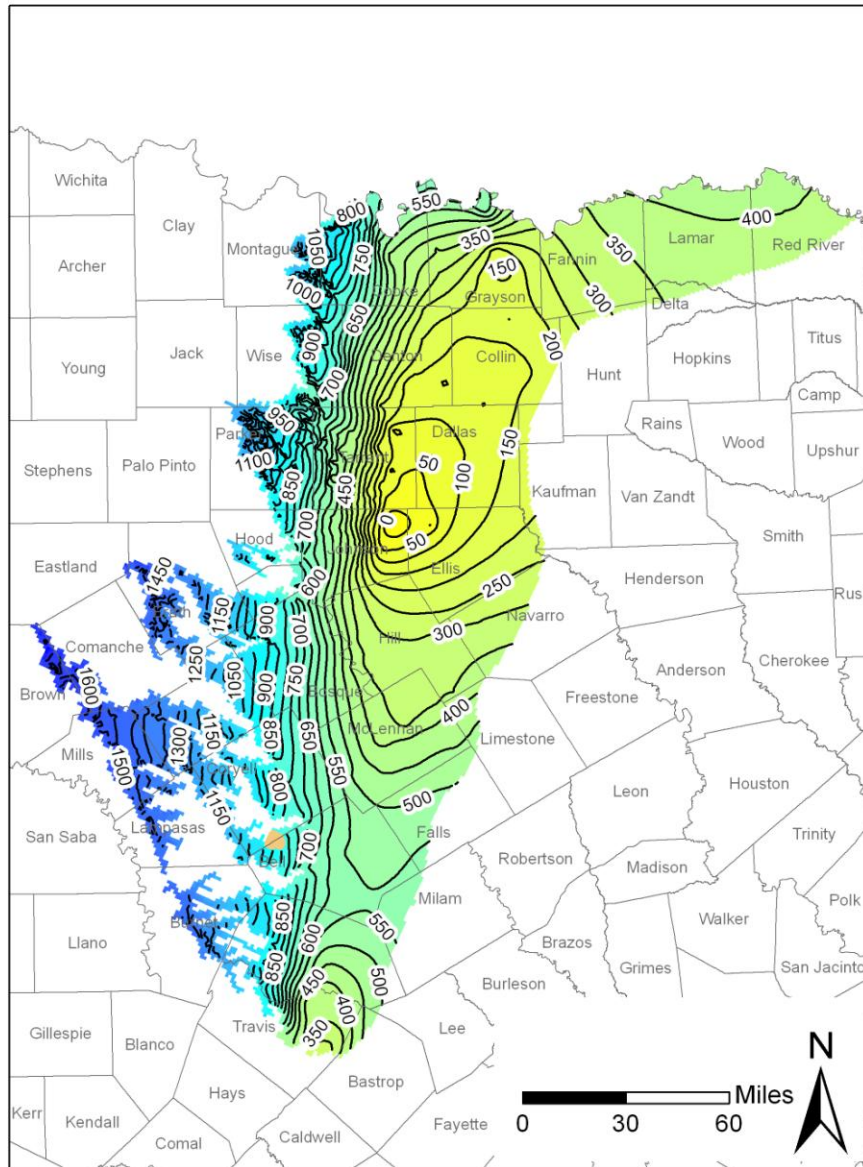 Wichita
Clay
Montague
Archer
Cooke
Grayson
Fannin
Lamar
Red River
Delta
Young
Jack
Wise
Denton
Collin
Hunt
Hopkins
Titus
Camp
Rains
Wood
Upshur
Stephens
Palo Pinto
Dallas
Kaufman
Van Zandt
Smith
Hood
Johnson
Ellis
Henderson
Eastland
Navarro
Comanche
Hill
Anderson
Cherokee
Brown
Bosque
Freestone
Mills
McLennan
Limestone
Leon
Houston
San Saba
Lampasas
Falls
Robertson
Madison
Trinity
Bell
Milam
Polk
Llano
Brazos
Walker
Grimes
San Jacinto
Burleson
Gillespie
Blanco
Travis
Lee
Hays
Bastrop
Kerr
Kendall
Comal
Caldwell
Fayette
800
550
1050
750
350
400
350
150
1000
300
650
200
900
700
950
1100
850
450
50
100
150
0
50
700
600
1450
1150
900
700
250
300
1250
1050
750
900
1600
400
1150
850
650
1500
1300
550
500
1150
800
700
550
850
600
500
850
450
400
350
N
Miles
0
30
60